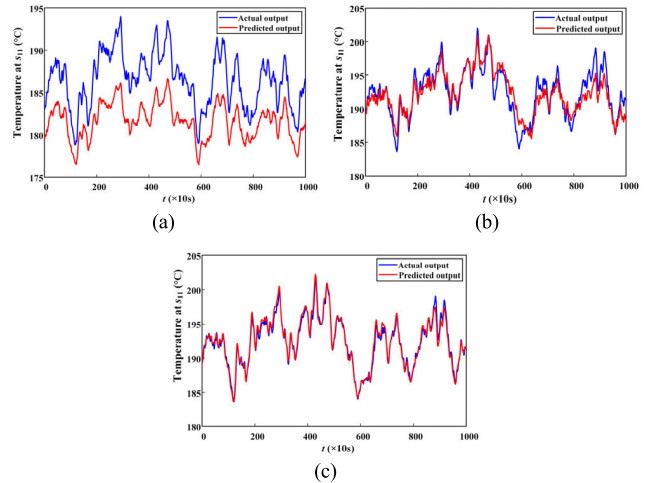 Temperature at s11 (°C)
195
190
185
180
175
0
200
400
600
800
1000
t (×10s)
Actual output
Predicted output
(a)
Temperature at s11 (°C)
205
200
195
190
185
180
0
200
400
600
800
1000
t (×10s)
Actual output
Predicted output
(b)
Temperature at s11 (°C)
205
200
195
190
185
180
0
200
400
600
800
1000
t (×10s)
Actual output
Predicted output
(c)